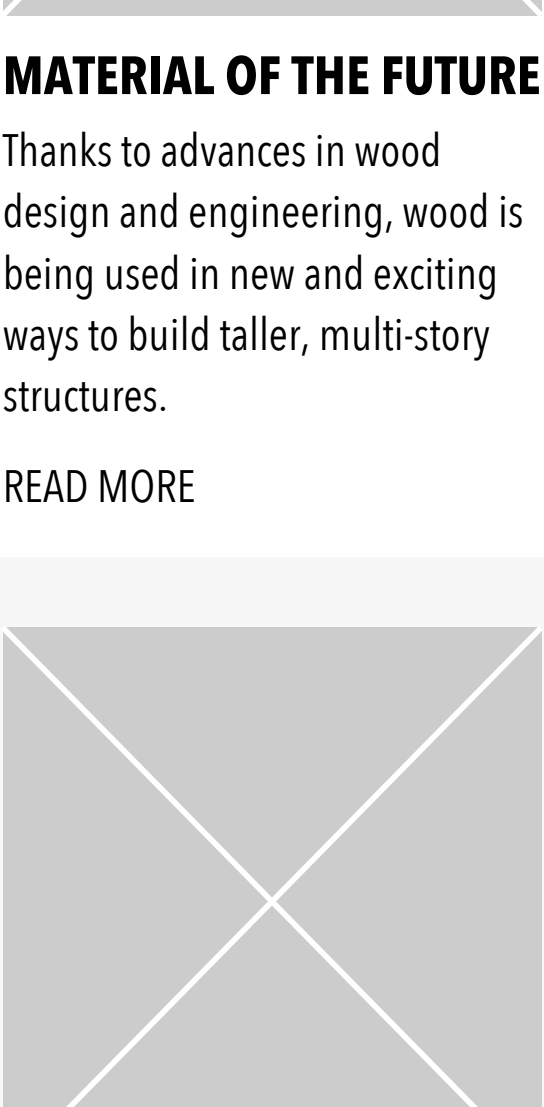 MATERIAL OF THE FUTURE
Thanks to advances in wood
design and engineering, wood is
being used in new and exciting
ways to build taller, multi-story
structures.
READ MORE